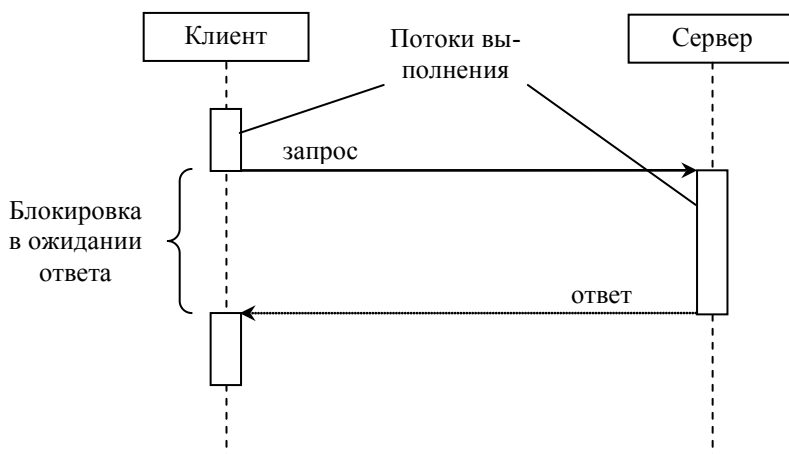 Клиент
Потоки вы-
полнения
Сервер
запрос
Блокировка
в ожидании
ответа
ответ